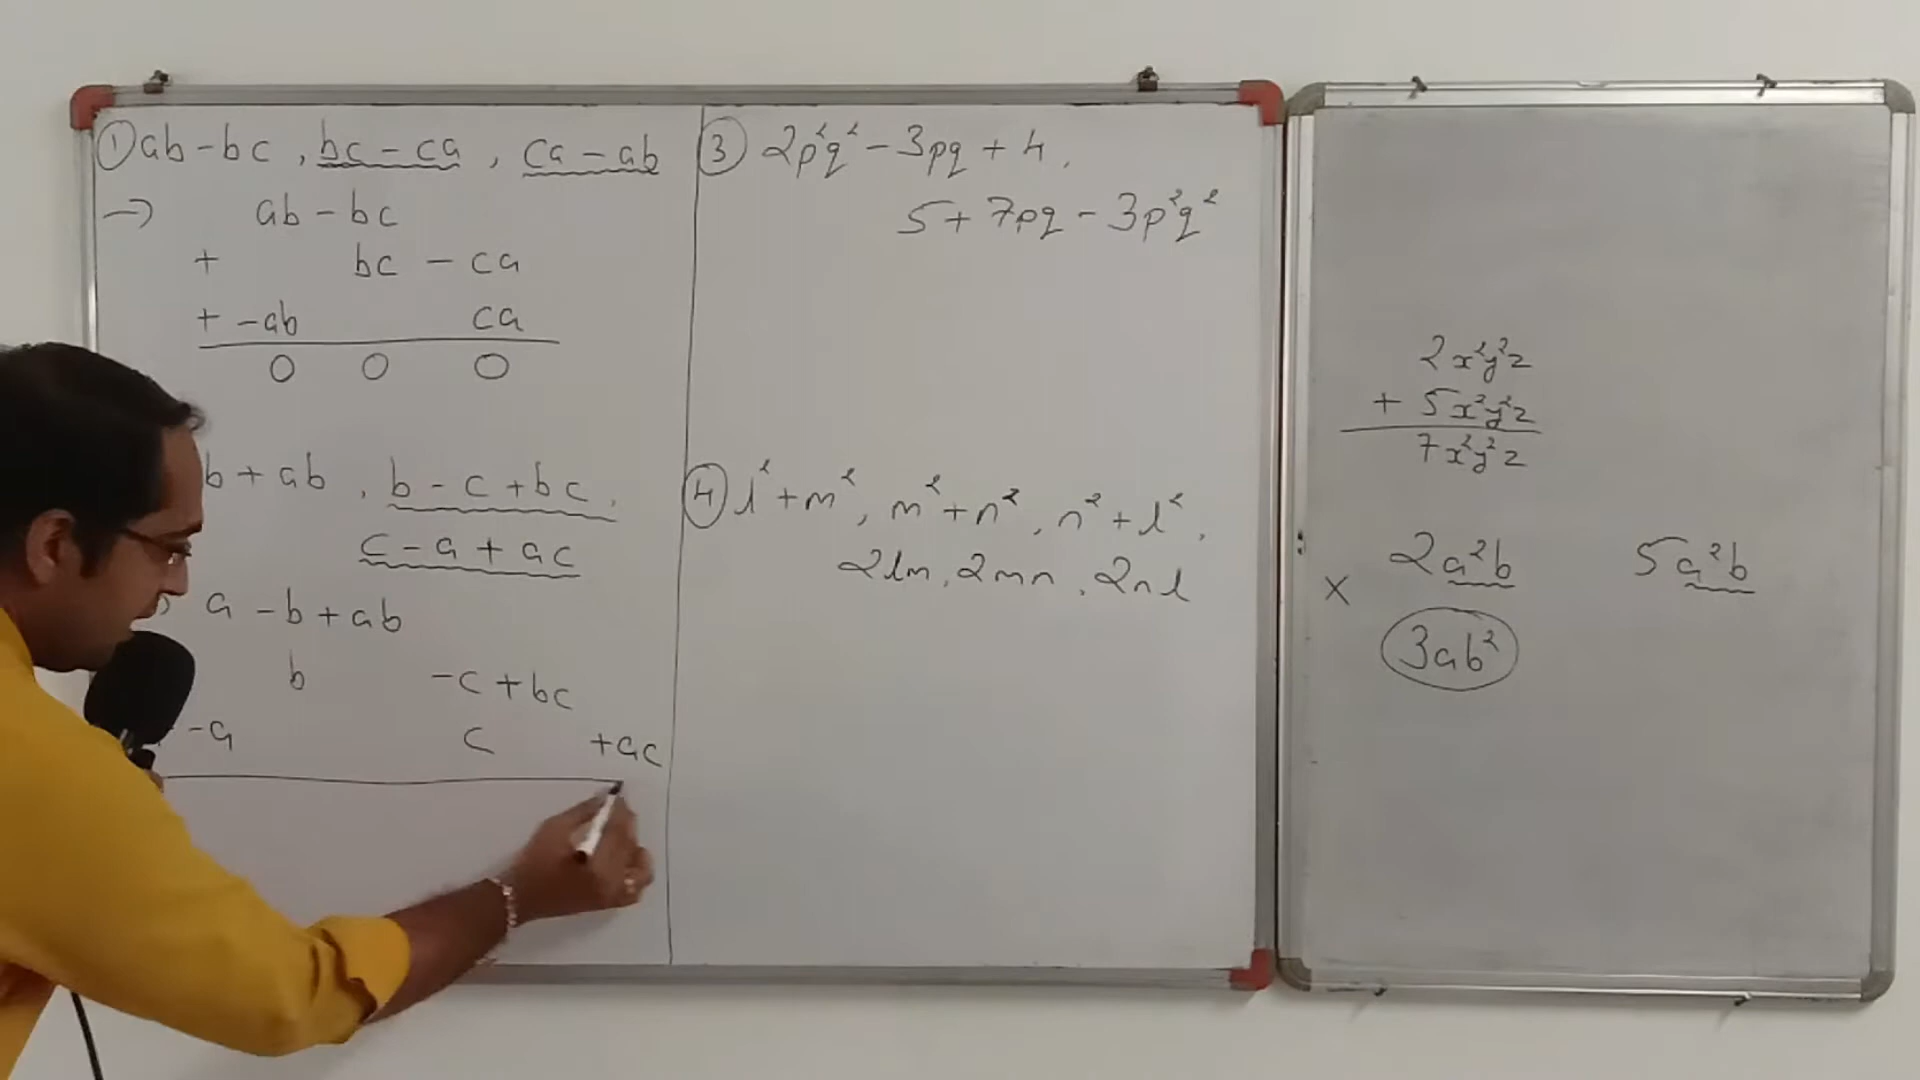 ① ab - bc , bc - ca , ca - ab
→ ab - bc
+ bc - ca
+ -ab ca
0 0 0
b + ab , b - c + bc ,
c - a + ac
a - b + ab
b -c + bc
-a c +ac
③ 2p²q² - 3pq + 4 ,
5 + 7pq - 3p²q²
④ l² + m² , m² + n² , n² + l² ,
2lm , 2mn , 2nl
2x²y²z
+ 5x²y²z
7x²y²z
2a²b 5a²b
×
3ab²